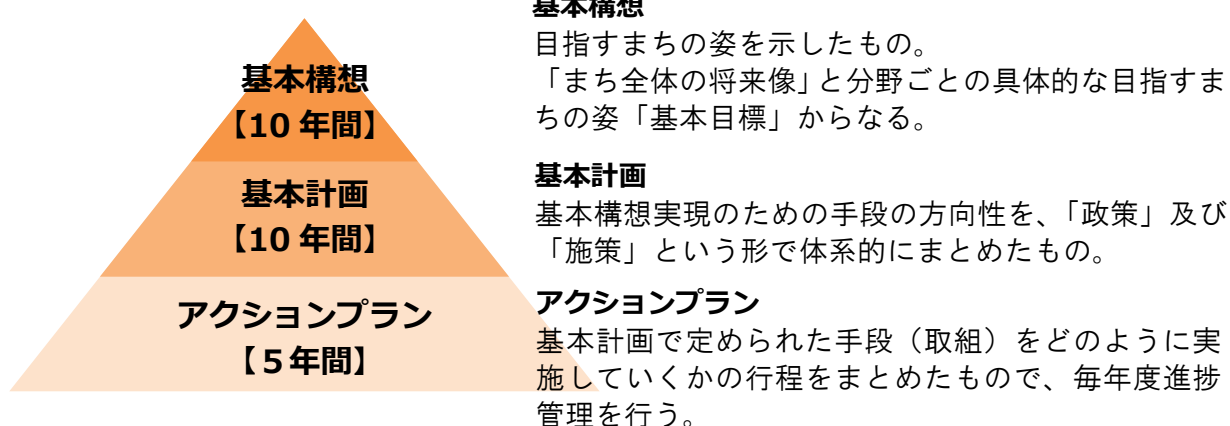 基本構想
【10 年間】
基本計画
【10 年間】
アクションプラン
【５年間】
基本構想
目指すまちの姿を示したもの。
「まち全体の将来像」と分野ごとの具体的な目指すま
ちの姿「基本目標」からなる。
基本計画
基本構想実現のための手段の方向性を、「政策」及び
「施策」という形で体系的にまとめたもの。
アクションプラン
基本計画で定められた手段（取組）をどのように実
施していくかの行程をまとめたもので、毎年度進捗
管理を行う。